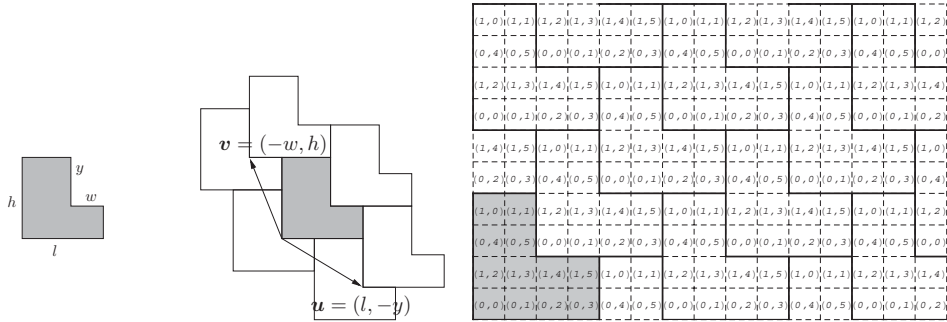 h
y
w
l
v = (−w, h)
u = (l, −y)
(1,0) (1,1) (1,2) (1,3) (1,4) (1,5) (1,0) (1,1) (1,2) (1,3) (1,4) (1,5) (1,0) (1,1) (1,2)
(0,4) (0,5) (0,0) (0,1) (0,2) (0,3) (0,4) (0,5) (0,0) (0,1) (0,2) (0,3) (0,4) (0,5) (0,0)
(1,2) (1,3) (1,4) (1,5) (1,0) (1,1) (1,2) (1,3) (1,4) (1,5) (1,0) (1,1) (1,2) (1,3) (1,4)
(0,0) (0,1) (0,2) (0,3) (0,4) (0,5) (0,0) (0,1) (0,2) (0,3) (0,4) (0,5) (0,0) (0,1) (0,2)
(1,4) (1,5) (1,0) (1,1) (1,2) (1,3) (1,4) (1,5) (1,0) (1,1) (1,2) (1,3) (1,4) (1,5) (1,0)
(0,2) (0,3) (0,4) (0,5) (0,0) (0,1) (0,2) (0,3) (0,4) (0,5) (0,0) (0,1) (0,2) (0,3) (0,4)
(1,0) (1,1) (1,2) (1,3) (1,4) (1,5) (1,0) (1,1) (1,2) (1,3) (1,4) (1,5) (1,0) (1,1) (1,2)
(0,4) (0,5) (0,0) (0,1) (0,2) (0,3) (0,4) (0,5) (0,0) (0,1) (0,2) (0,3) (0,4) (0,5) (0,0)
(1,2) (1,3) (1,4) (1,5) (1,0) (1,1) (1,2) (1,3) (1,4) (1,5) (1,0) (1,1) (1,2) (1,3) (1,4)
(0,0) (0,1) (0,2) (0,3) (0,4) (0,5) (0,0) (0,1) (0,2) (0,3) (0,4) (0,5) (0,0) (0,1) (0,2)